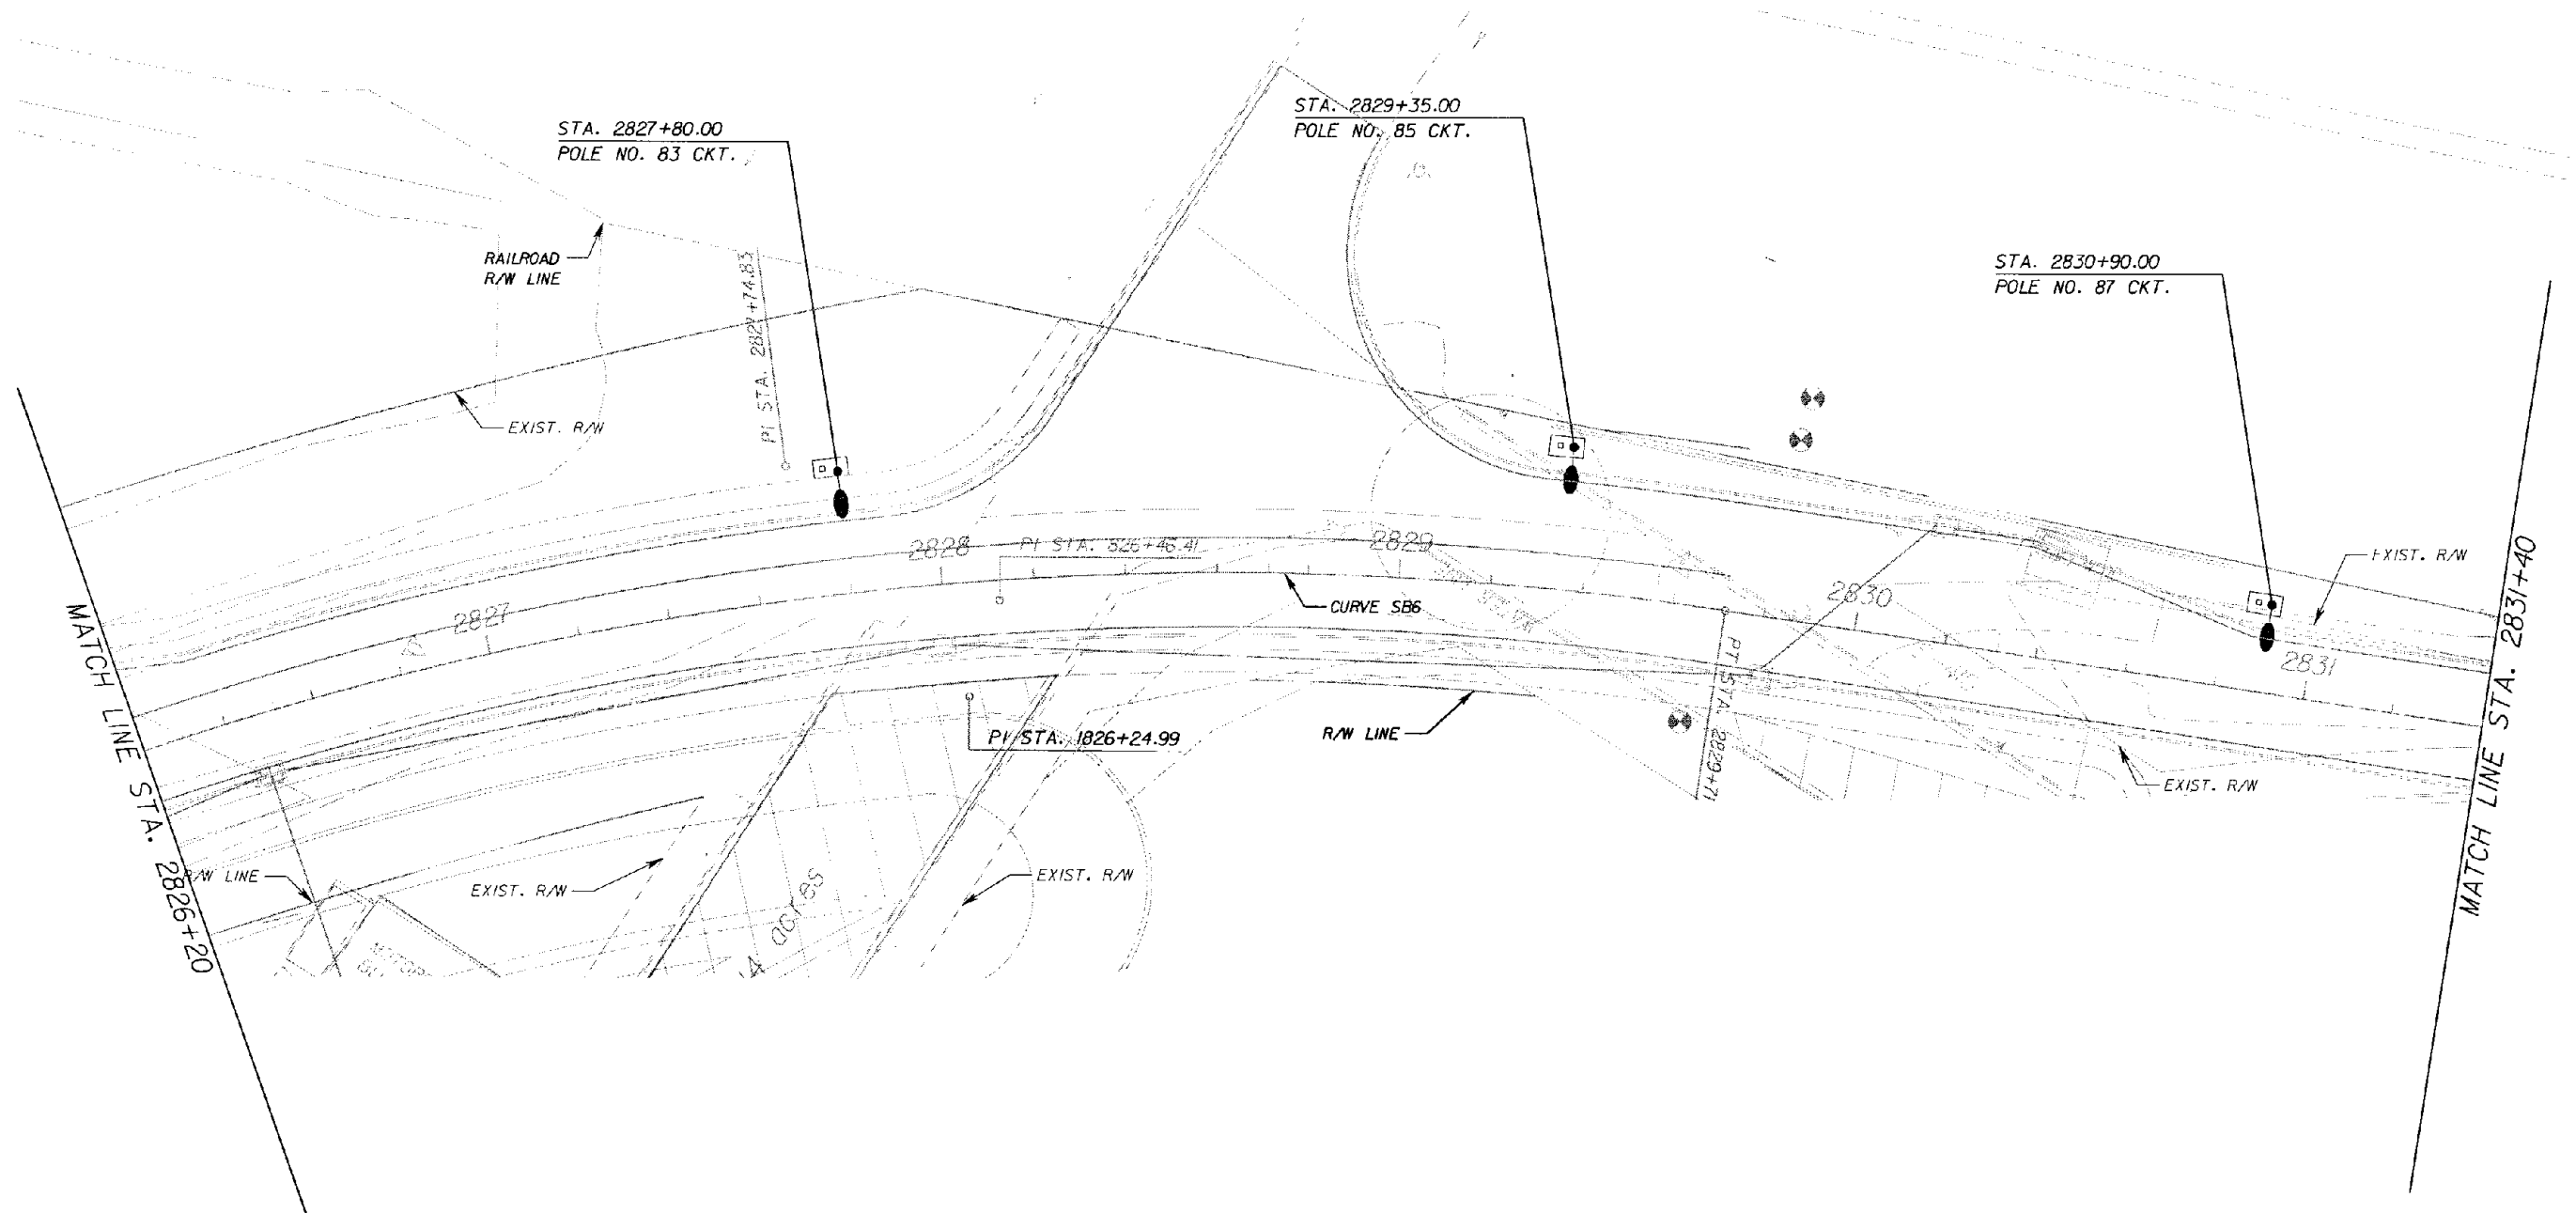 STA. 2829+35.00
POLE NO. 85 CKT.
STA. 2827+80.00
POLE NO. 83 CKT.
RAILROAD
R/W LINE
STA. 2830+90.00
POLE NO. 87 CKT.
PI STA. 2827+74.83
EXIST. R/W
2828
2829
EXIST. R/W
CURVE SB6
2830
2827
2831
MATCH LINE STA. 2826+20
MATCH LINE STA. 2831+40
PI STA. 1826+24.99
R/W LINE
PT STA. 2829+71
EXIST. R/W
R/W LINE
EXIST. R/W
EXIST. R/W